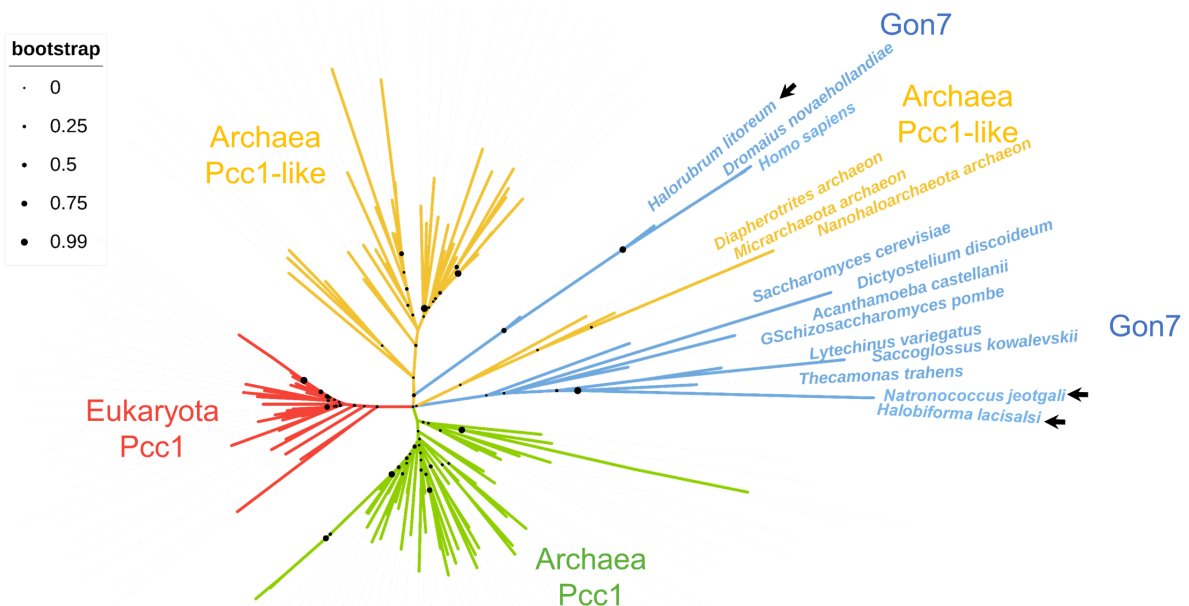 Gon7
bootstrap
0
0.25
0.5
0.75
0.99
Archaea
Pcc1-like
Halorubrum litoreum
Dromaius novaehollandiae
Homo sapiens
Archaea
Pcc1-like
Diapherotrites archaeon
Micrarchaeota archaeon
Nanohaloarchaeota archaeon
Saccharomyces cerevisiae
Dictyostelium discoideum
Acanthamoeba castellanii
GSchizosaccharomyces pombe
Gon7
Lytechinus variegatus
Saccoglossus kowalevskii
Thecamonas trahens
Natronococcus jeotgali
Halobiforma lacisalsi
Eukaryota
Pcc1
Archaea
Pcc1